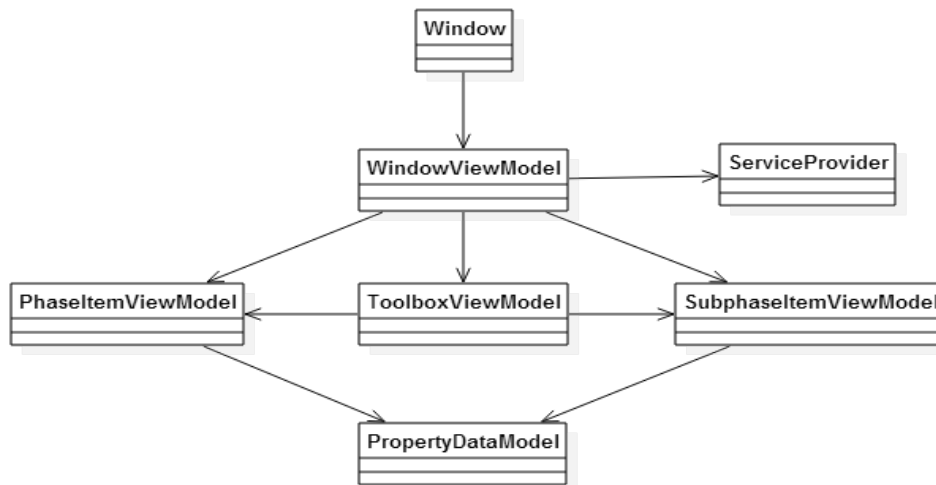 Window
WindowViewModel
ServiceProvider
PhaseItemViewModel
ToolboxViewModel
SubphaseItemViewModel
PropertyDataModel